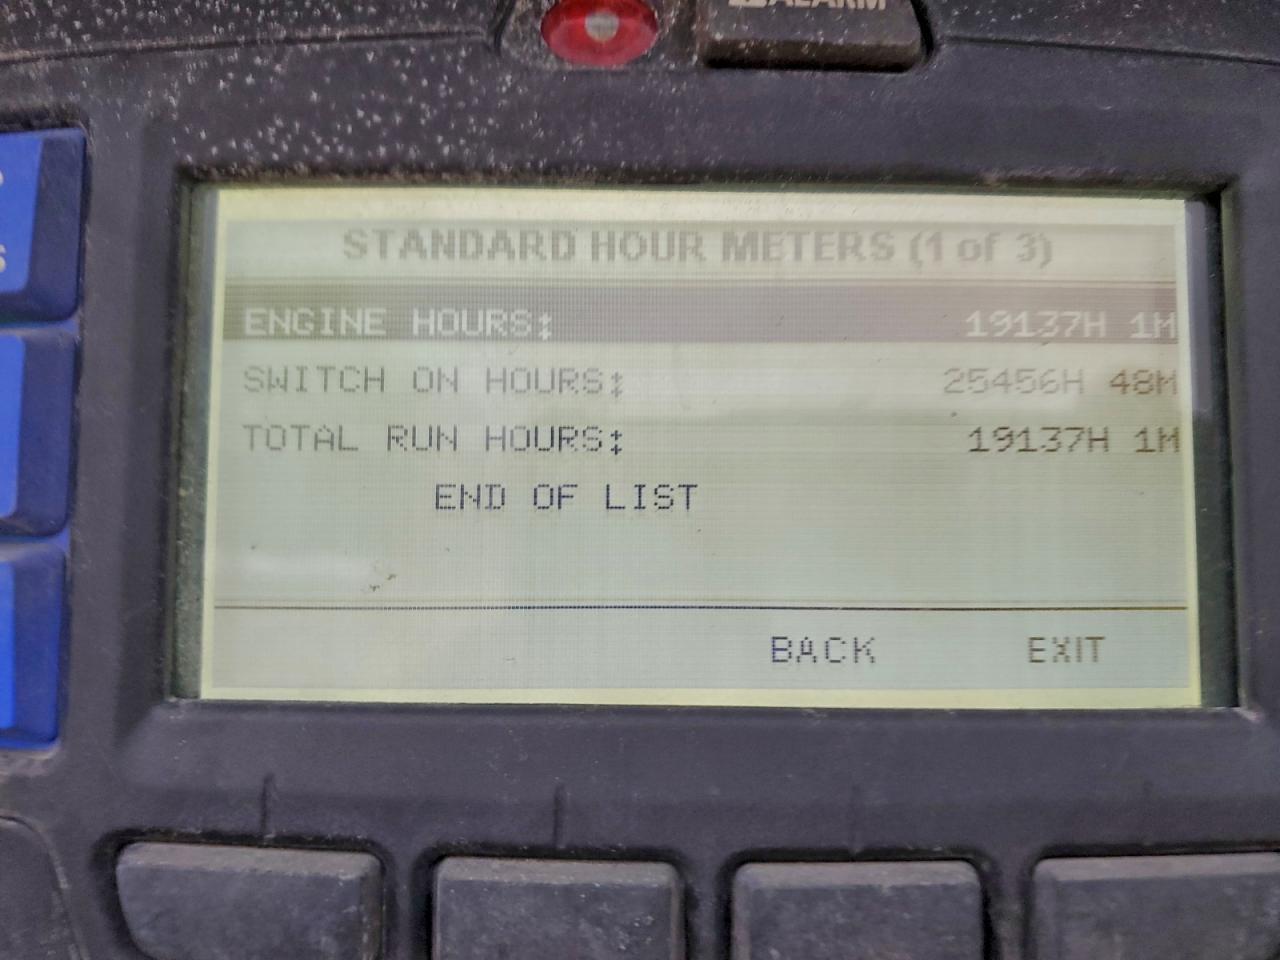 ALARM
STANDARD HOUR METERS (1 of 3)
ENGINE HOURS: 19137H 1M
SWITCH ON HOURS: 25456H 48M
TOTAL RUN HOURS: 19137H 1M
END OF LIST
BACK EXIT